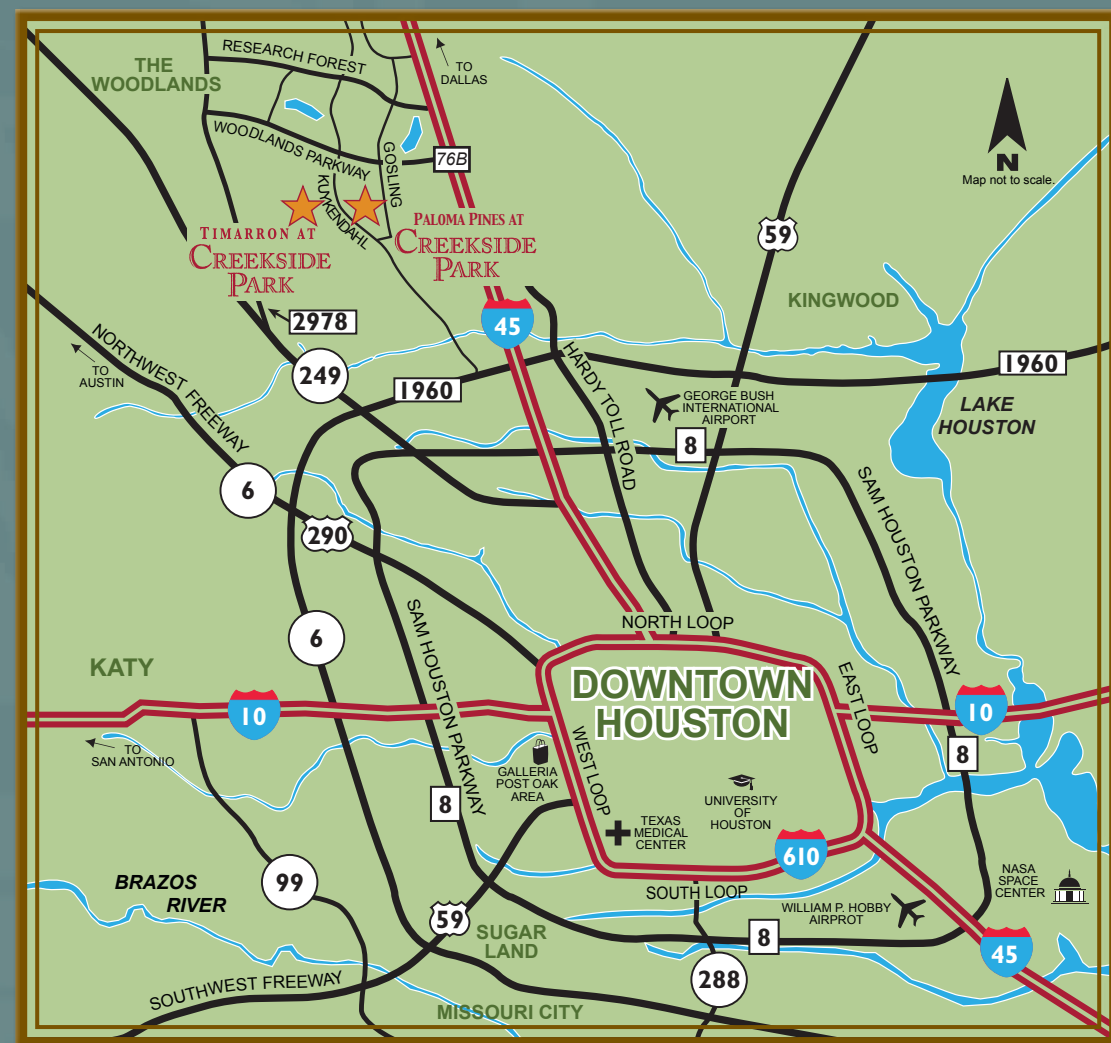 RESEARCH FOREST
THE
WOODLANDS
TO
DALLAS
WOODLANDS PARKWAY
GOSLING
76B
KUYKENDAHL
N
Map not to scale.
TIMARRON AT
CREEKSIDE
PARK
PALOMA PINES AT
CREEKSIDE
PARK
59
KINGWOOD
2978
45
NORTHWEST FREEWAY
TO
AUSTIN
249
1960
HARDY TOLL ROAD
1960
GEORGE BUSH
INTERNATIONAL
AIRPORT
LAKE
HOUSTON
8
6
290
SAM HOUSTON PARKWAY
6
SAM HOUSTON PARKWAY
NORTH LOOP
KATY
DOWNTOWN
HOUSTON
EAST LOOP
10
10
TO
SAN ANTONIO
WEST LOOP
GALLERIA
POST OAK
AREA
8
8
UNIVERSITY
OF
HOUSTON
TEXAS
MEDICAL
CENTER
610
99
BRAZOS
RIVER
SOUTH LOOP
NASA
SPACE
CENTER
59
SUGAR
LAND
WILLIAM P. HOBBY
AIRPROT
8
45
288
SOUTHWEST FREEWAY
MISSOURI CITY